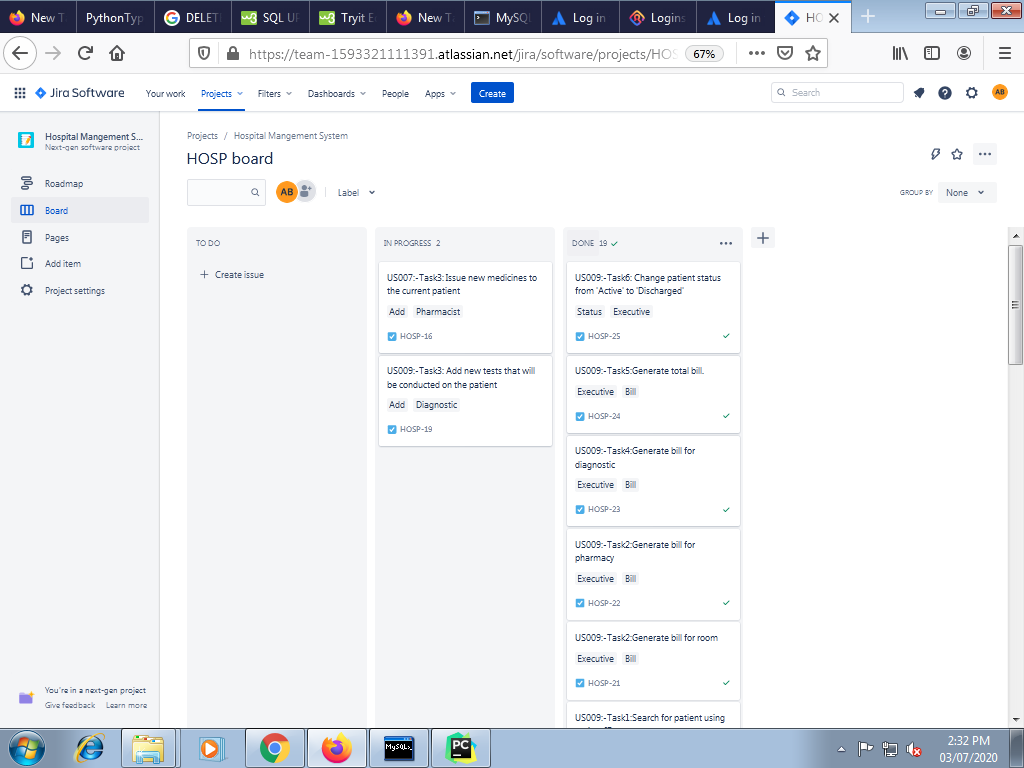 New T
PythonTyp
DELET
SQL UP
Tryit E
New T
MySQL
Log in
Logins
Log in
HO
https://team-1593321111391.atlassian.net/jira/software/projects/HOS
67%
Jira Software
Your work
Projects
Filters
Dashboards
People
Apps
Create
Search
AB
Hospital Mangement S...
Next-gen software project
Roadmap
Board
Pages
Add item
Project settings
You're in a next-gen project
Give feedback Learn more
Projects / Hospital Mangement System
HOSP board
AB
Label
GROUP BY None
TO DO
+ Create issue
IN PROGRESS 2
US007:-Task3: Issue new medicines to
the current patient
Add Pharmacist
HOSP-16
US009:-Task3: Add new tests that will
be conducted on the patient
Add Diagnostic
HOSP-19
DONE 19
US009:-Task6: Change patient status
from 'Active' to 'Discharged'
Status Executive
HOSP-25
US009:-Task5:Generate total bill.
Executive Bill
HOSP-24
US009:-Task4:Generate bill for
diagnostic
Executive Bill
HOSP-23
US009:-Task2:Generate bill for
pharmacy
Executive Bill
HOSP-22
US009:-Task2:Generate bill for room
Executive Bill
HOSP-21
US009:-Task1:Search for patient using
MySQL
PC
2:32 PM
03/07/2020